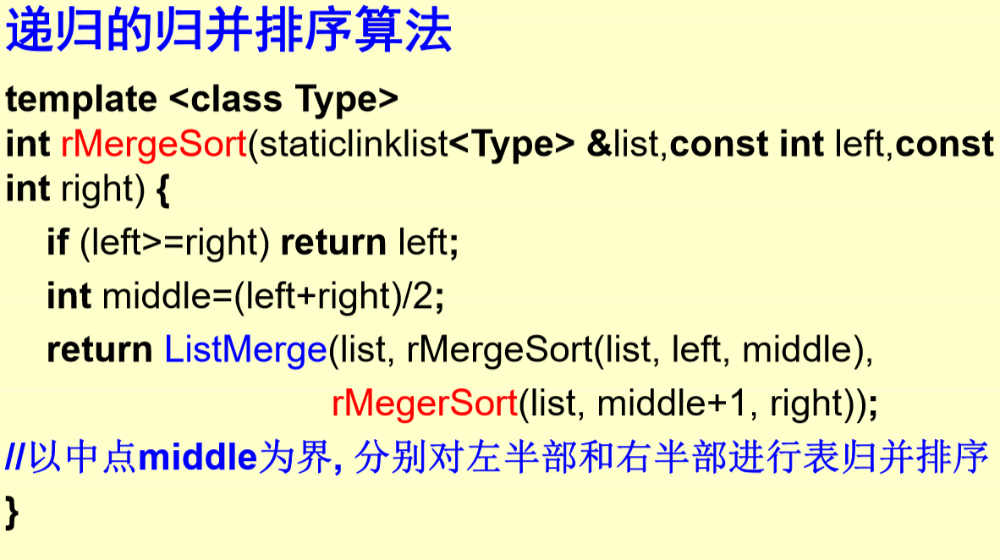 递归的归并排序算法
template <class Type>
int rMergeSort(staticlinklist<Type> &list,const int left,const
int right) {
if (left>=right) return left;
int middle=(left+right)/2;
return ListMerge(list, rMergeSort(list, left, middle),
rMegerSort(list, middle+1, right));
//以中点middle为界, 分别对左半部和右半部进行表归并排序
}